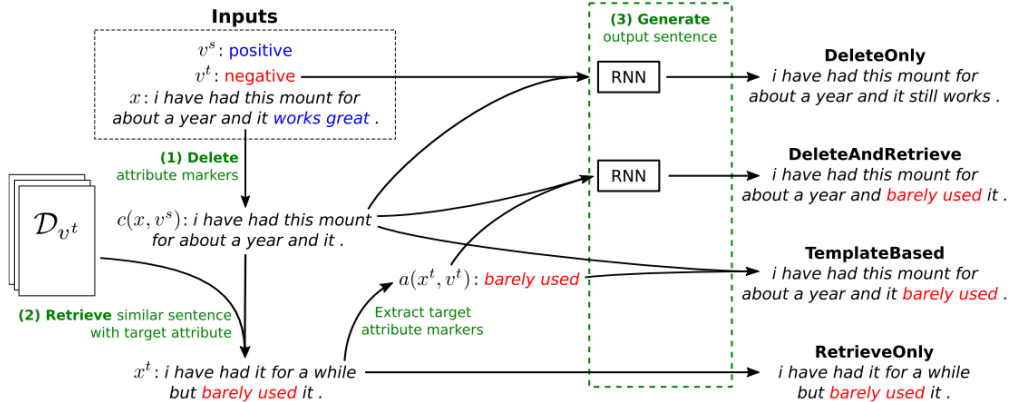 Inputs
v^s: positive
v^t: negative
x: i have had this mount for
about a year and it works great .
(1) Delete
attribute markers
c(x, v^s): i have had this mount
for about a year and it .
D_{v^t}
(2) Retrieve similar sentence
with target attribute
x^t: i have had it for a while
but barely used it .
a(x^t, v^t): barely used
Extract target
attribute markers
(3) Generate
output sentence
RNN
RNN
DeleteOnly
i have had this mount for
about a year and it still works .
DeleteAndRetrieve
i have had this mount for
about a year and barely used it .
TemplateBased
i have had this mount for
about a year and it barely used .
RetrieveOnly
i have had it for a while
but barely used it .